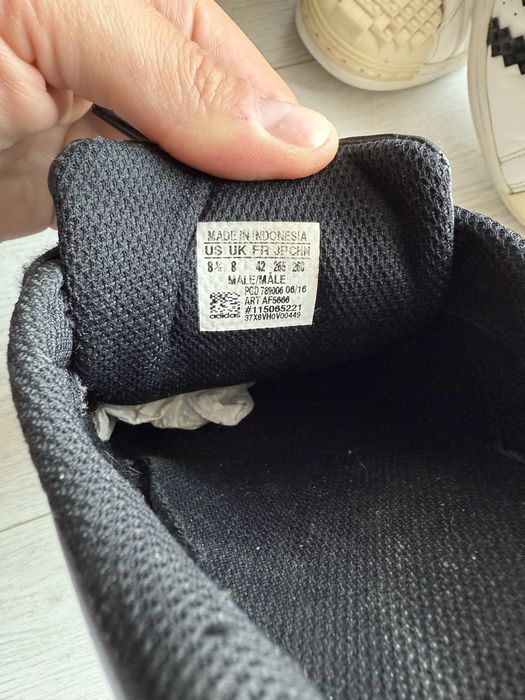 MADE IN INDONESIA
US UK FR JP CHN
8½ 8 42 265 260
MALE/MÂLE
PCD 789006 06/16
ART AF5666
adidas #115065221
37X8VH0V00449